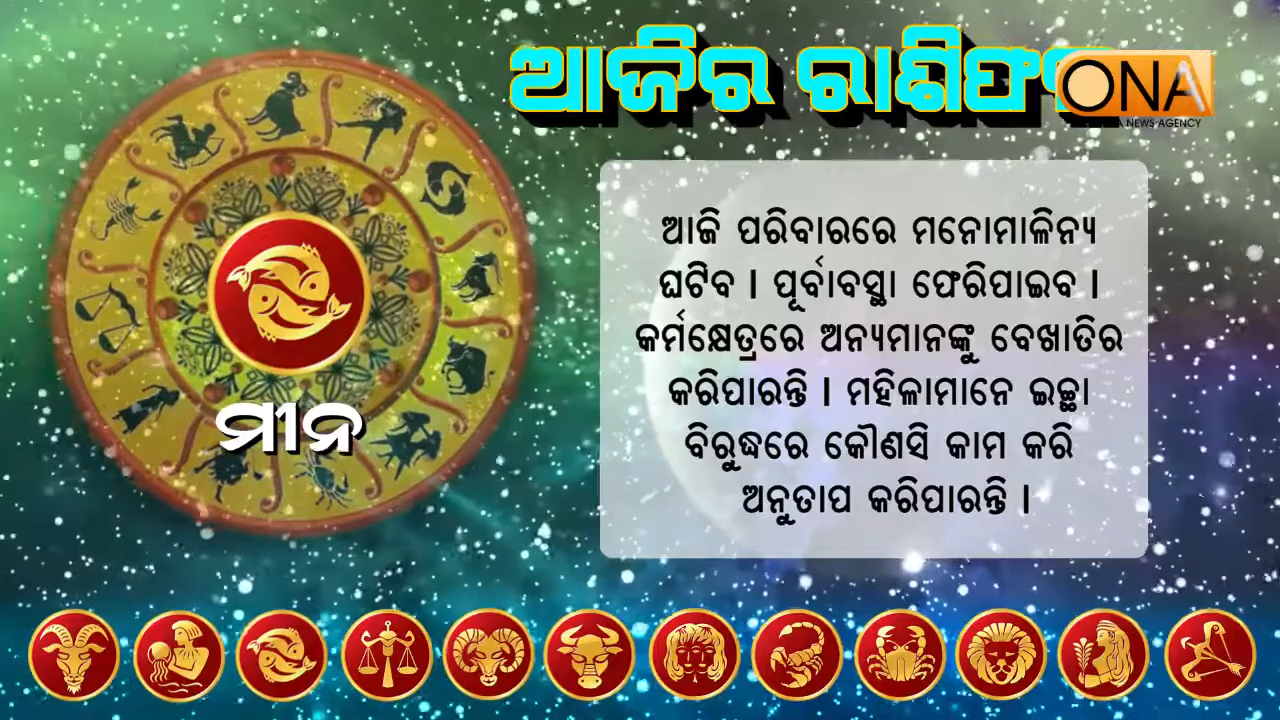 ଆଜିର
ONA
NEWS AGENCY
ଆଜି ପରିବାରରେ ମନୋମାଳିନ୍ୟ
ଘଟିବ । ପୂର୍ବାବସ୍ଥା ଫେରିପାଇବ ।
କର୍ମକ୍ଷେତ୍ରରେ ଅନ୍ୟମାନଙ୍କୁ ବେଖାତିର
କରିପାରନ୍ତି । ମହିଳାମାନେ ଇଚ୍ଛା
ବିରୁଦ୍ଧରେ କୌଣସି କାମ କରି
ଅନୁତାପ କରିପାରନ୍ତି ।
ମୀନ